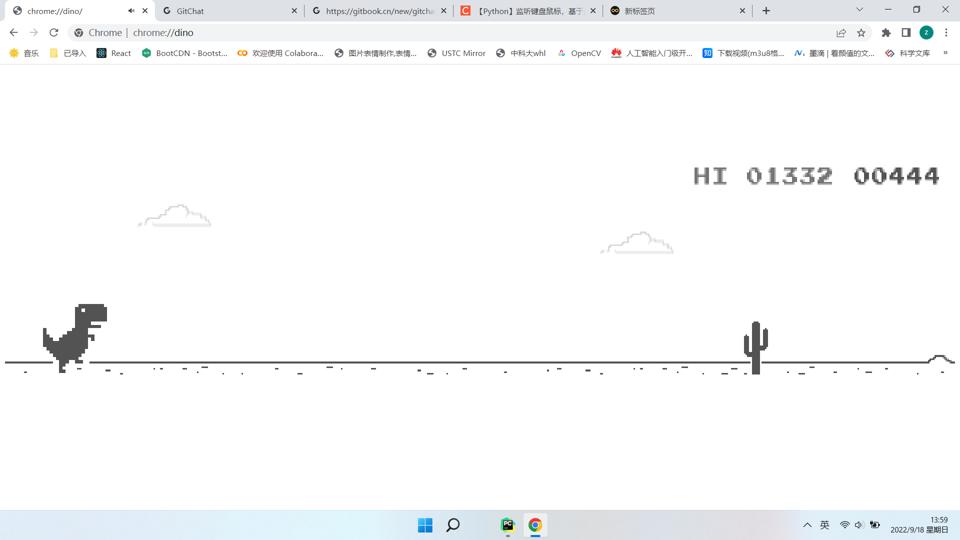 chrome://dino/
GitChat
https://gitbook.cn/new/gitcha
【Python】监听键盘鼠标，基于
新标签页
Chrome | chrome://dino
z
音乐
已导入
React
BootCDN - Bootst...
欢迎使用 Colabora...
图片表情制作,表情...
USTC Mirror
中科大whl
OpenCV
人工智能入门极开...
知
下载视频(m3u8格...
墨滴 | 看颜值的文...
科学文库
»
HI 01332 00444
PC
英
13:59
2022/9/18 星期日